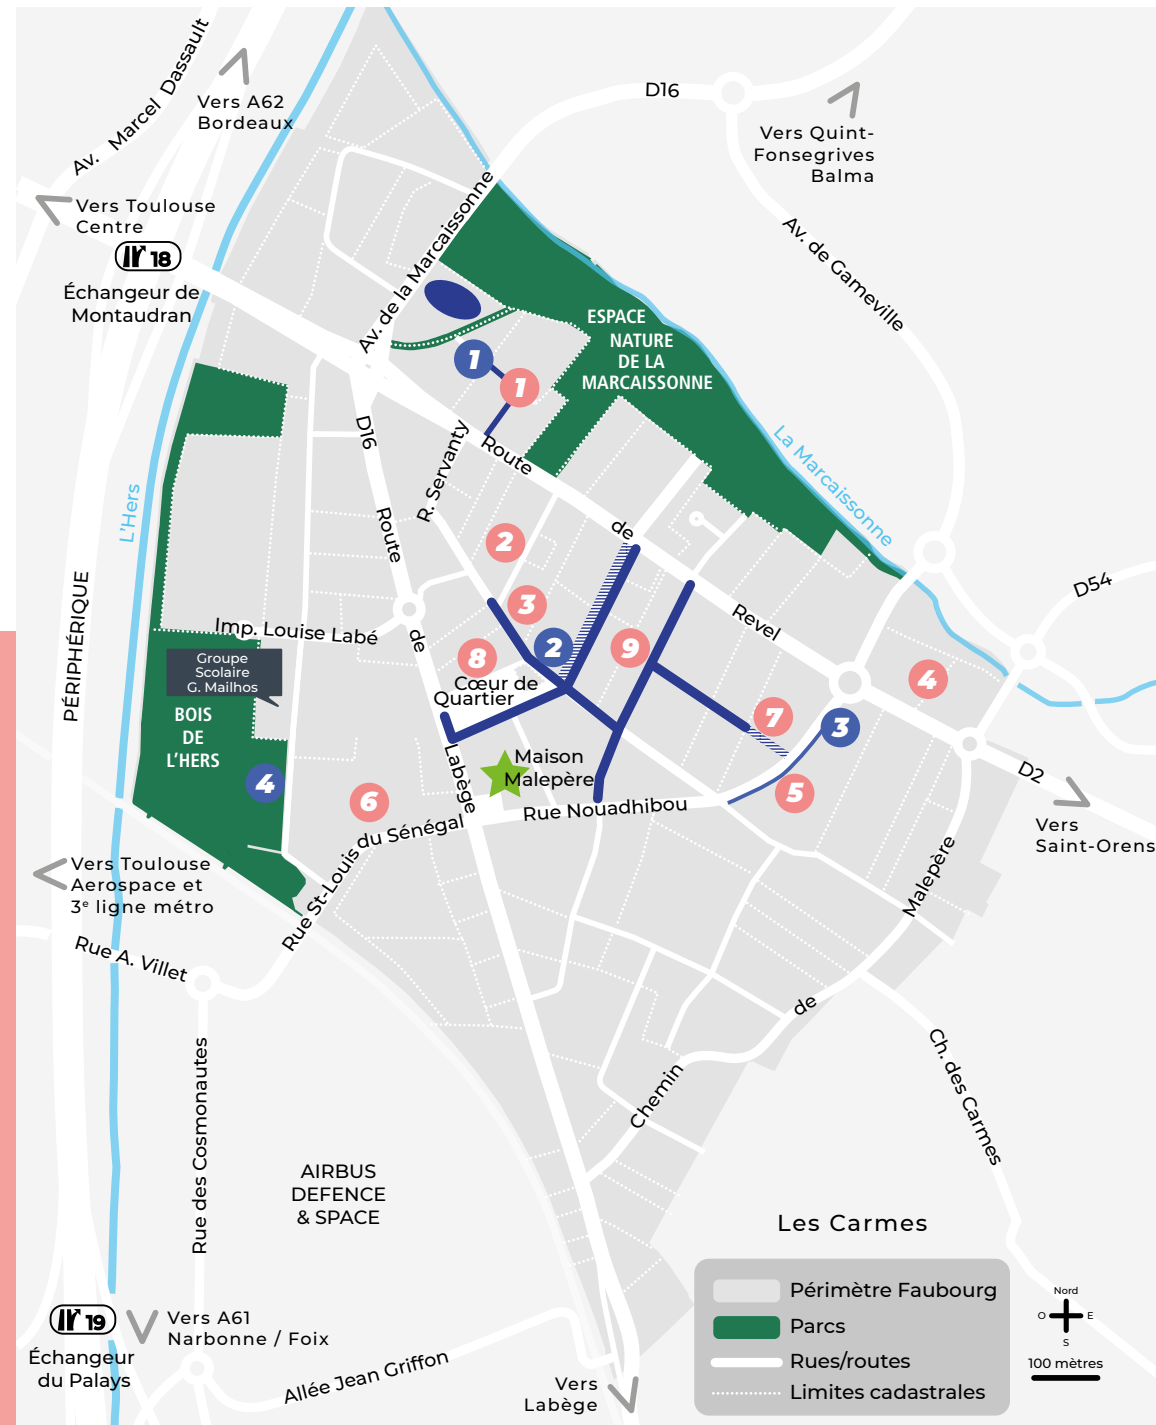 Av. Marcel Dassault
Vers A62
Bordeaux
D16
Vers Quint-
Fonsegrives
Balma
Vers Toulouse
Centre
18
Échangeur de
Montaudran
Av. de la Marcaissonne
Av. de Gameville
ESPACE
NATURE
DE LA
MARCAISSONNE
1
1
D16
R. Servanty
Route
La Marcaissonne
L'Hers
Route
2
de
D54
PÉRIPHÉRIQUE
3
Imp. Louise Labé
de
Revel
Groupe
Scolaire
G. Mailhos
8
2
9
4
Cœur de
Quartier
BOIS
DE
L'HERS
7
3
Labège
Maison
Malepère
D2
4
6
5
Rue Nouadhibou
Rue St-Louis du Sénégal
Vers
Saint-Orens
Vers Toulouse
Aerospace et
3e ligne métro
Malepère
Rue A. Villet
de
Chemin
Ch. des Carmes
Rue des Cosmonautes
AIRBUS
DEFENCE
& SPACE
Les Carmes
Périmètre Faubourg
Parcs
Rues/routes
Limites cadastrales
Nord
O
E
S
100 mètres
19
Vers A61
Narbonne / Foix
Échangeur
du Palays
Allée Jean Griffon
Vers
Labège